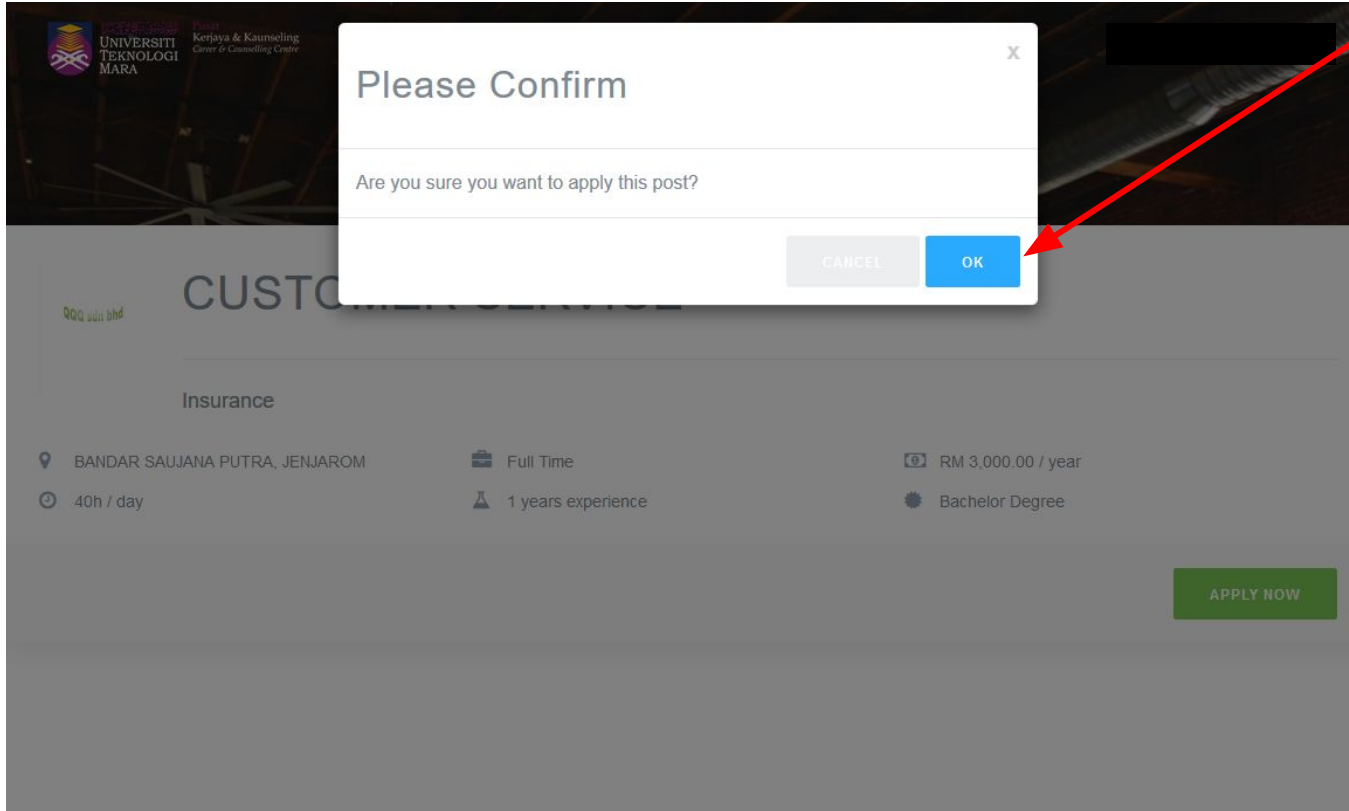 UNIVERSITI
TEKNOLOGI
MARA
Pusat
Kerjaya & Kaunseling
Career & Counselling Centre
x
Please Confirm
Are you sure you want to apply this post?
CANCEL
OK
QQQ sdn bhd
CUSTOMER SERVICE
Insurance
BANDAR SAUJANA PUTRA, JENJAROM
Full Time
RM 3,000.00 / year
40h / day
1 years experience
Bachelor Degree
APPLY NOW